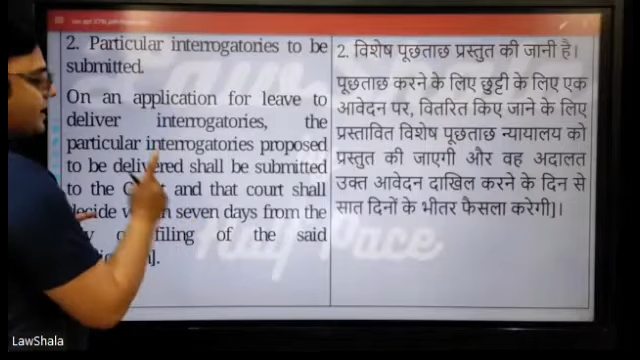 2. Particular interrogatories to be
submitted.
On an application for leave to
deliver interrogatories, the
particular interrogatories proposed
to be delivered shall be submitted
to the and that court shall
seven days from the
filing of the said
2. विशेष पूछताछ प्रस्तुत की जानी है।
पूछताछ करने के लिए छुट्टी के लिए एक
आवेदन पर, वितरित किए जाने के लिए
प्रस्तावित विशेष पूछताछ न्यायालय को
प्रस्तुत की जाएगी और वह अदालत
उक्त आवेदन दाखिल करने के दिन से
सात दिनों के भीतर फैसला करेगी]।
LawShala